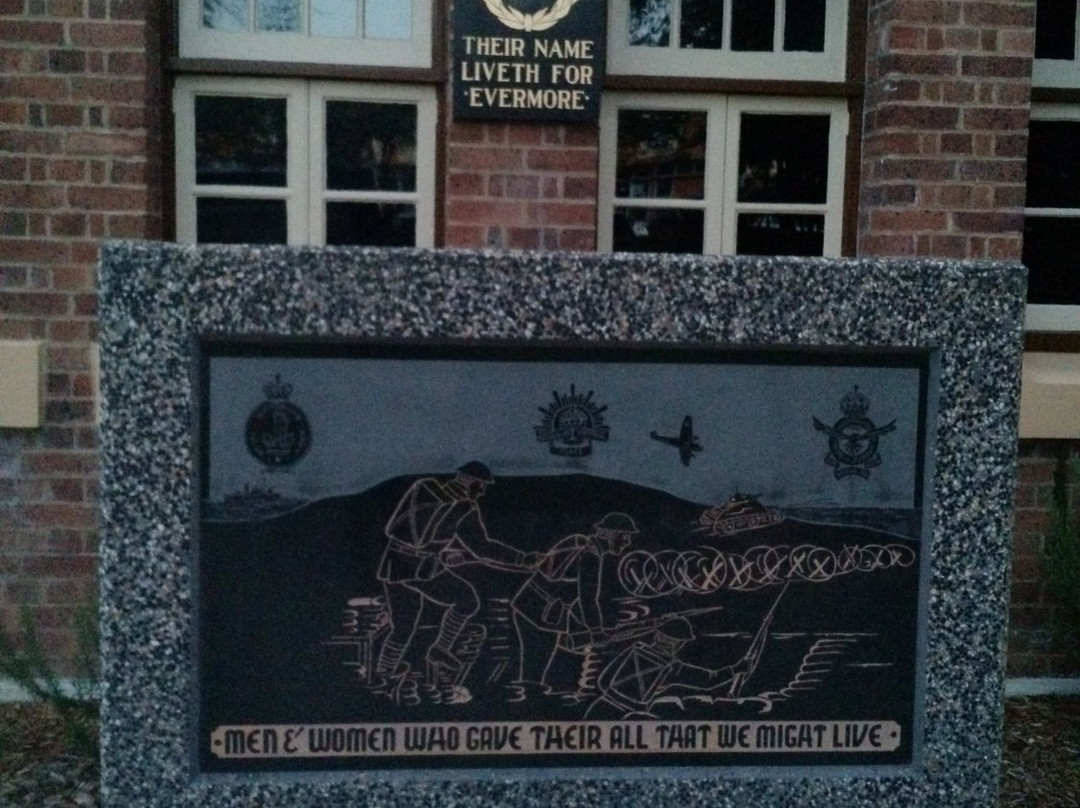 THEIR NAME
LIVETH FOR
·EVERMORE·
·MEN & WOMEN WHO GAVE THEIR ALL THAT WE MIGHT LIVE·